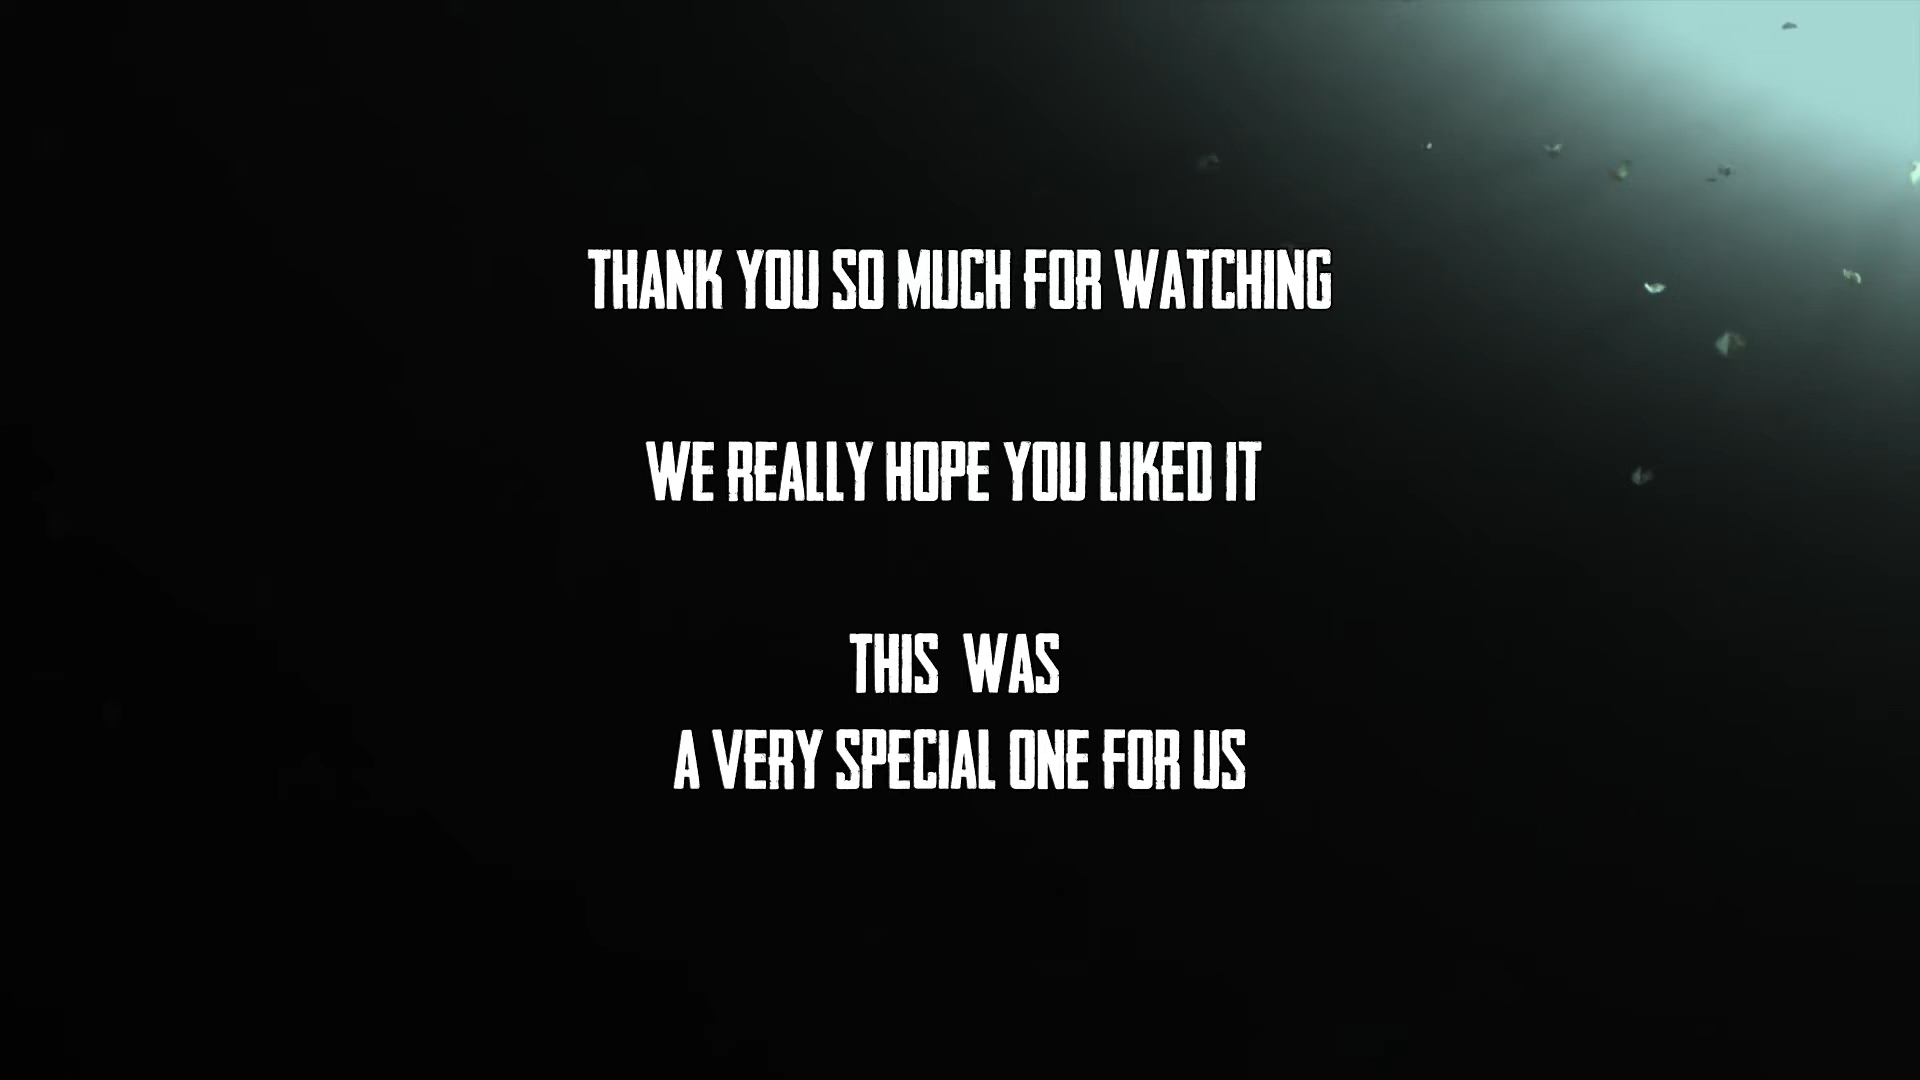 THANK YOU SO MUCH FOR WATCHING
WE REALLY HOPE YOU LIKED IT
THIS WAS
A VERY SPECIAL ONE FOR US